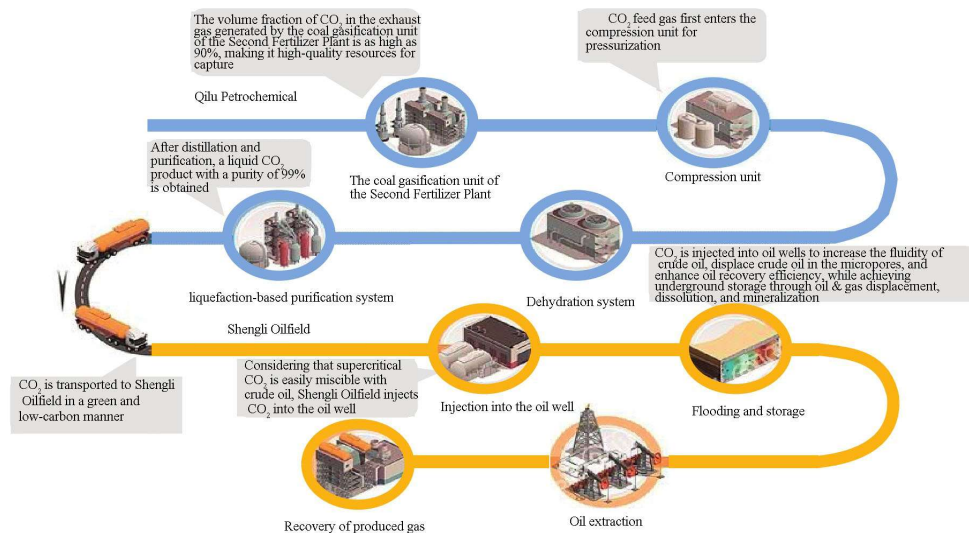 The volume fraction of CO₂ in the exhaust
gas generated by the coal gasification unit
of the Second Fertilizer Plant is as high as
90%, making it high-quality resources for
capture
CO₂ feed gas first enters the
compression unit for
pressurization
Qilu Petrochemical
The coal gasification unit of
the Second Fertilizer Plant
Compression unit
After distillation and
purification, a liquid CO₂
product with a purity of 99%
is obtained
liquefaction-based purification system
Dehydration system
CO₂ is injected into oil wells to increase the fluidity of
crude oil, displace crude oil in the micropores, and
enhance oil recovery efficiency, while achieving
underground storage through oil & gas displacement,
dissolution, and mineralization
Shengli Oilfield
CO₂ is transported to Shengli
Oilfield in a green and
low-carbon manner
Considering that supercritical
CO₂ is easily miscible with
crude oil, Shengli Oilfield injects
CO₂ into the oil well
Injection into the oil well
Flooding and storage
Recovery of produced gas
Oil extraction